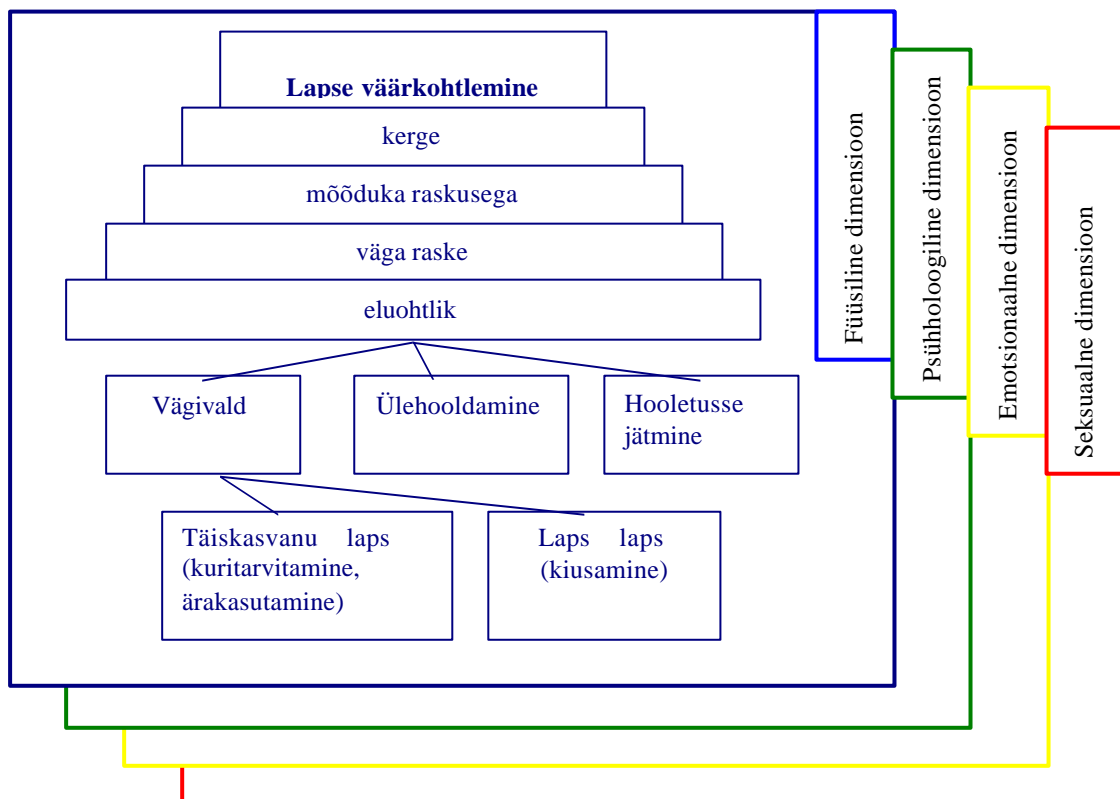 Lapse väärkohtlemine
kerge
mõõduka raskusega
väga raske
eluohtlik
Vägivald
Ülehooldamine
Hooletusse
jätmine
Täiskasvanu laps
(kuritarvitamine,
ärakasutamine)
Laps laps
(kiusamine)
Füüsiline dimensioon
Psühholoogiline dimensioon
Emotsionaalne dimensioon
Seksuaalne dimensioon